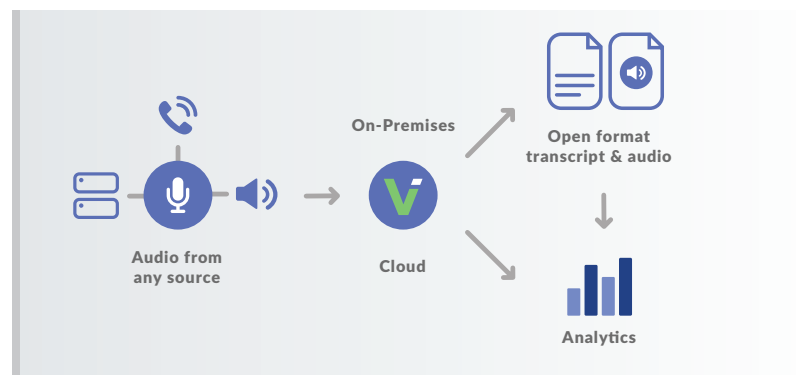 On-Premises
Open format
transcript & audio
Audio from
any source
Cloud
Analytics